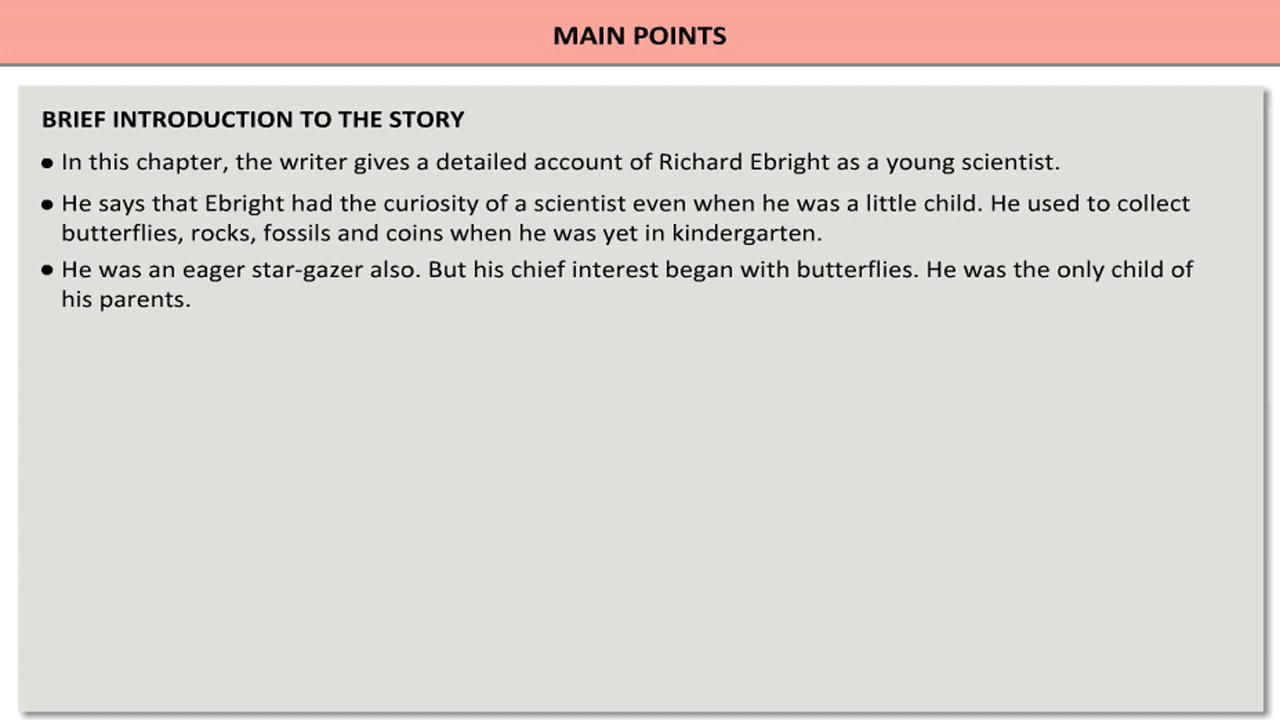 MAIN POINTS
BRIEF INTRODUCTION TO THE STORY
● In this chapter, the writer gives a detailed account of Richard Ebright as a young scientist.
● He says that Ebright had the curiosity of a scientist even when he was a little child. He used to collect
butterflies, rocks, fossils and coins when he was yet in kindergarten.
● He was an eager star-gazer also. But his chief interest began with butterflies. He was the only child of
his parents.